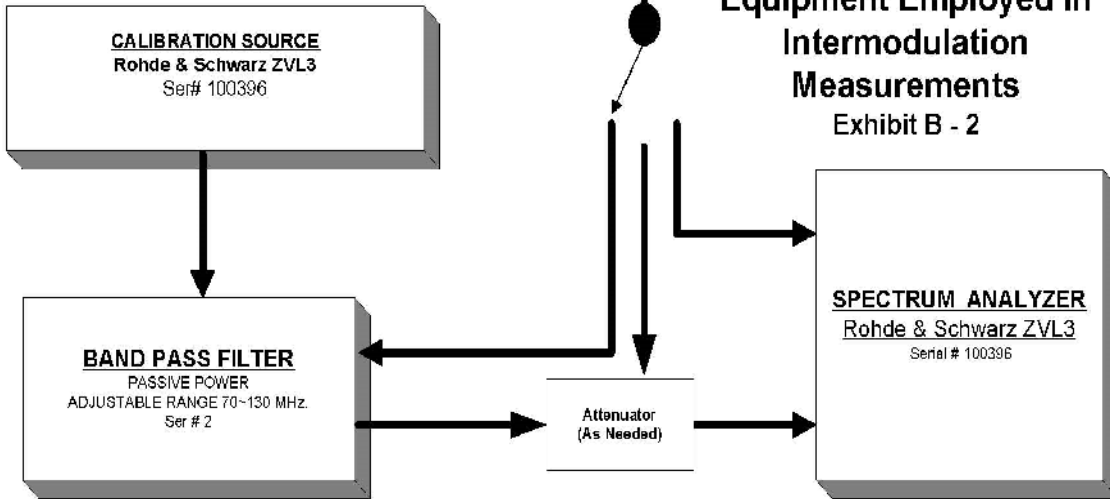 Equipment Employed in
Intermodulation
Measurements
Exhibit B - 2
CALIBRATION SOURCE
Rohde & Schwarz ZVL3
Ser# 100396
BAND PASS FILTER
PASSIVE POWER
ADJUSTABLE RANGE 70~130 MHz.
Ser # 2
Attenuator
(As Needed)
SPECTRUM ANALYZER
Rohde & Schwarz ZVL3
Serial # 100396